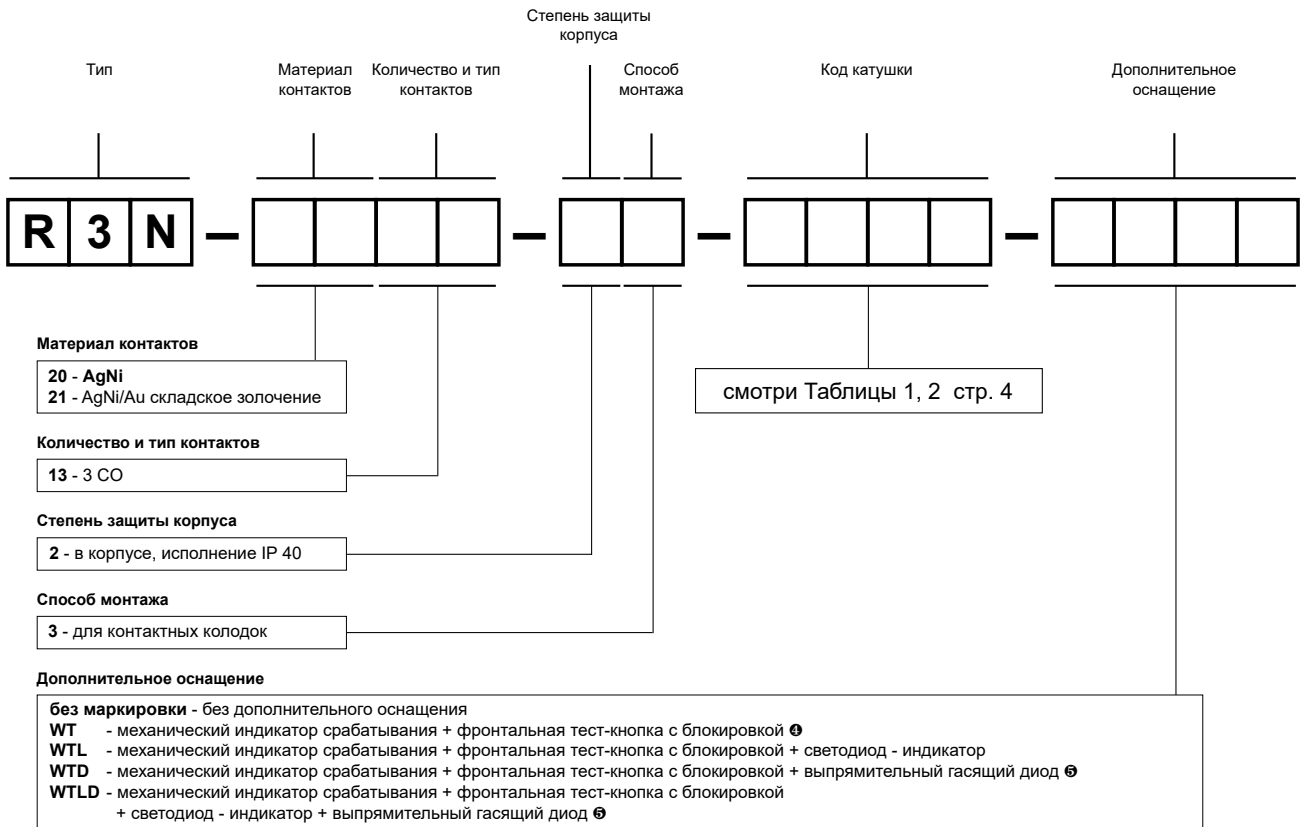 Степень защиты
корпуса
Тип
Материал
контактов
Количество и тип
контактов
Способ
монтажа
Код катушки
Дополнительное
оснащение
R 3 N – – – –
Материал контактов
20 - AgNi
21 - AgNi/Au складское золочение
смотри Таблицы 1, 2 стр. 4
Количество и тип контактов
13 - 3 CO
Степень защиты корпуса
2 - в корпусе, исполнение IP 40
Способ монтажа
3 - для контактных колодок
Дополнительное оснащение
без маркировки - без дополнительного оснащения
WT - механический индикатор срабатывания + фронтальная тест-кнопка с блокировкой ❹
WTL - механический индикатор срабатывания + фронтальная тест-кнопка с блокировкой + светодиод - индикатор
WTD - механический индикатор срабатывания + фронтальная тест-кнопка с блокировкой + выпрямительный гасящий диод ❺
WTLD - механический индикатор срабатывания + фронтальная тест-кнопка с блокировкой
+ светодиод - индикатор + выпрямительный гасящий диод ❺